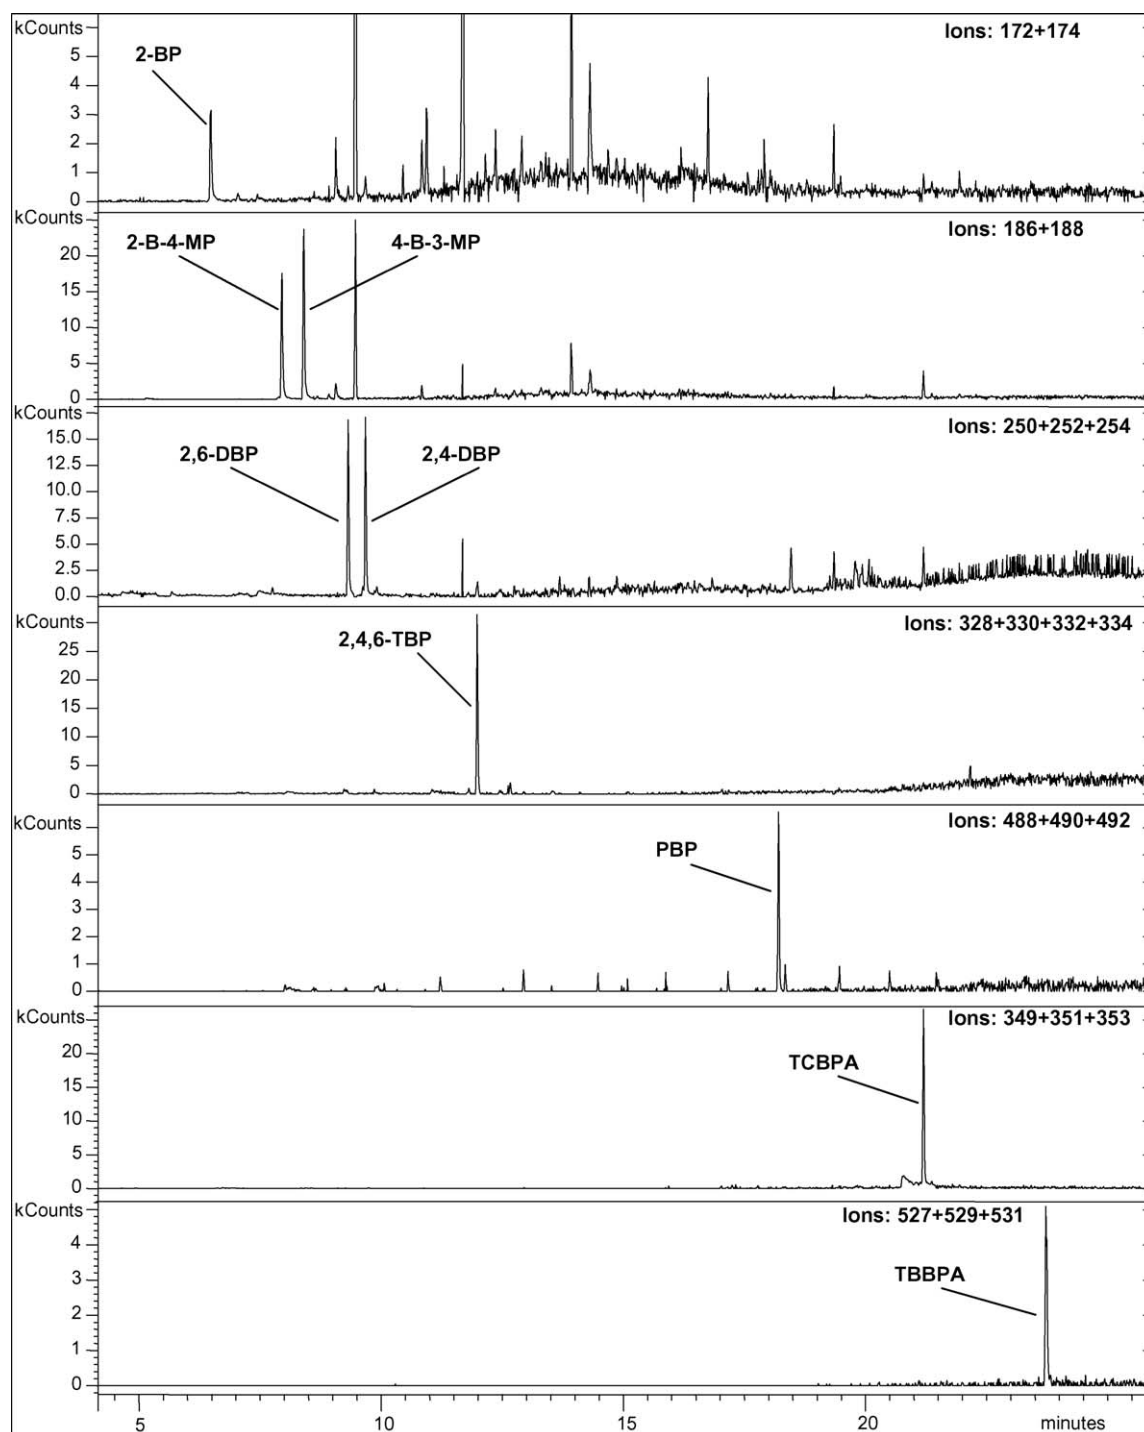 kCounts
Ions: 172+174
2-BP
5
4
3
2
1
0
kCounts
Ions: 186+188
2-B-4-MP
4-B-3-MP
20
15
10
5
0
kCounts
Ions: 250+252+254
15.0
2,6-DBP
2,4-DBP
12.5
10.0
7.5
5.0
2.5
0.0
kCounts
Ions: 328+330+332+334
2,4,6-TBP
25
20
15
10
5
0
kCounts
Ions: 488+490+492
PBP
5
4
3
2
1
0
kCounts
Ions: 349+351+353
20
TCBPA
15
10
5
0
kCounts
Ions: 527+529+531
4
TBBPA
3
2
1
0
5
10
15
20
minutes